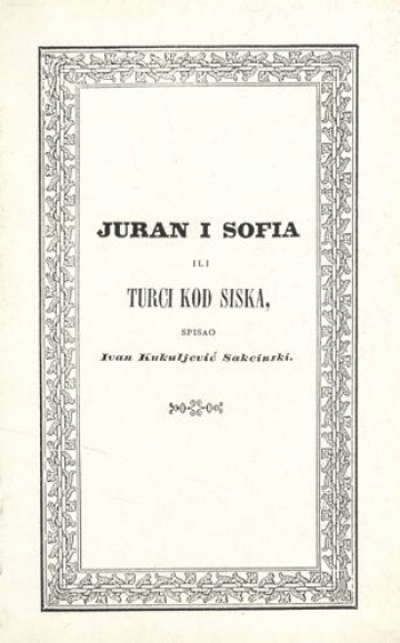 JURAN I SOFIA
ILI
TURCI KOD SISKA,
SPISAO
Ivan Kukuljević Sakcinski.